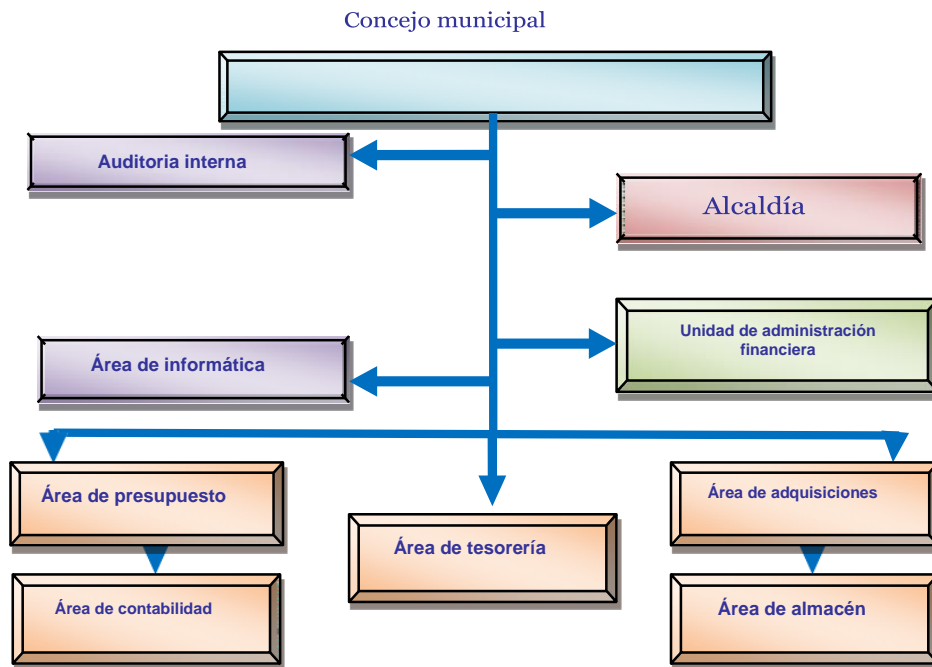 Concejo municipal
Auditoria interna
Alcaldía
Unidad de administración
financiera
Área de informática
Área de presupuesto
Área de adquisiciones
Área de tesorería
Área de contabilidad
Área de almacén